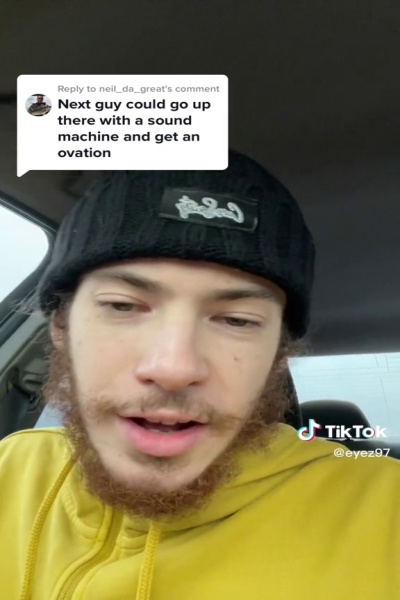 Reply to neil_da_great's comment
Next guy could go up
there with a sound
machine and get an
ovation
TikTok
@eyez97